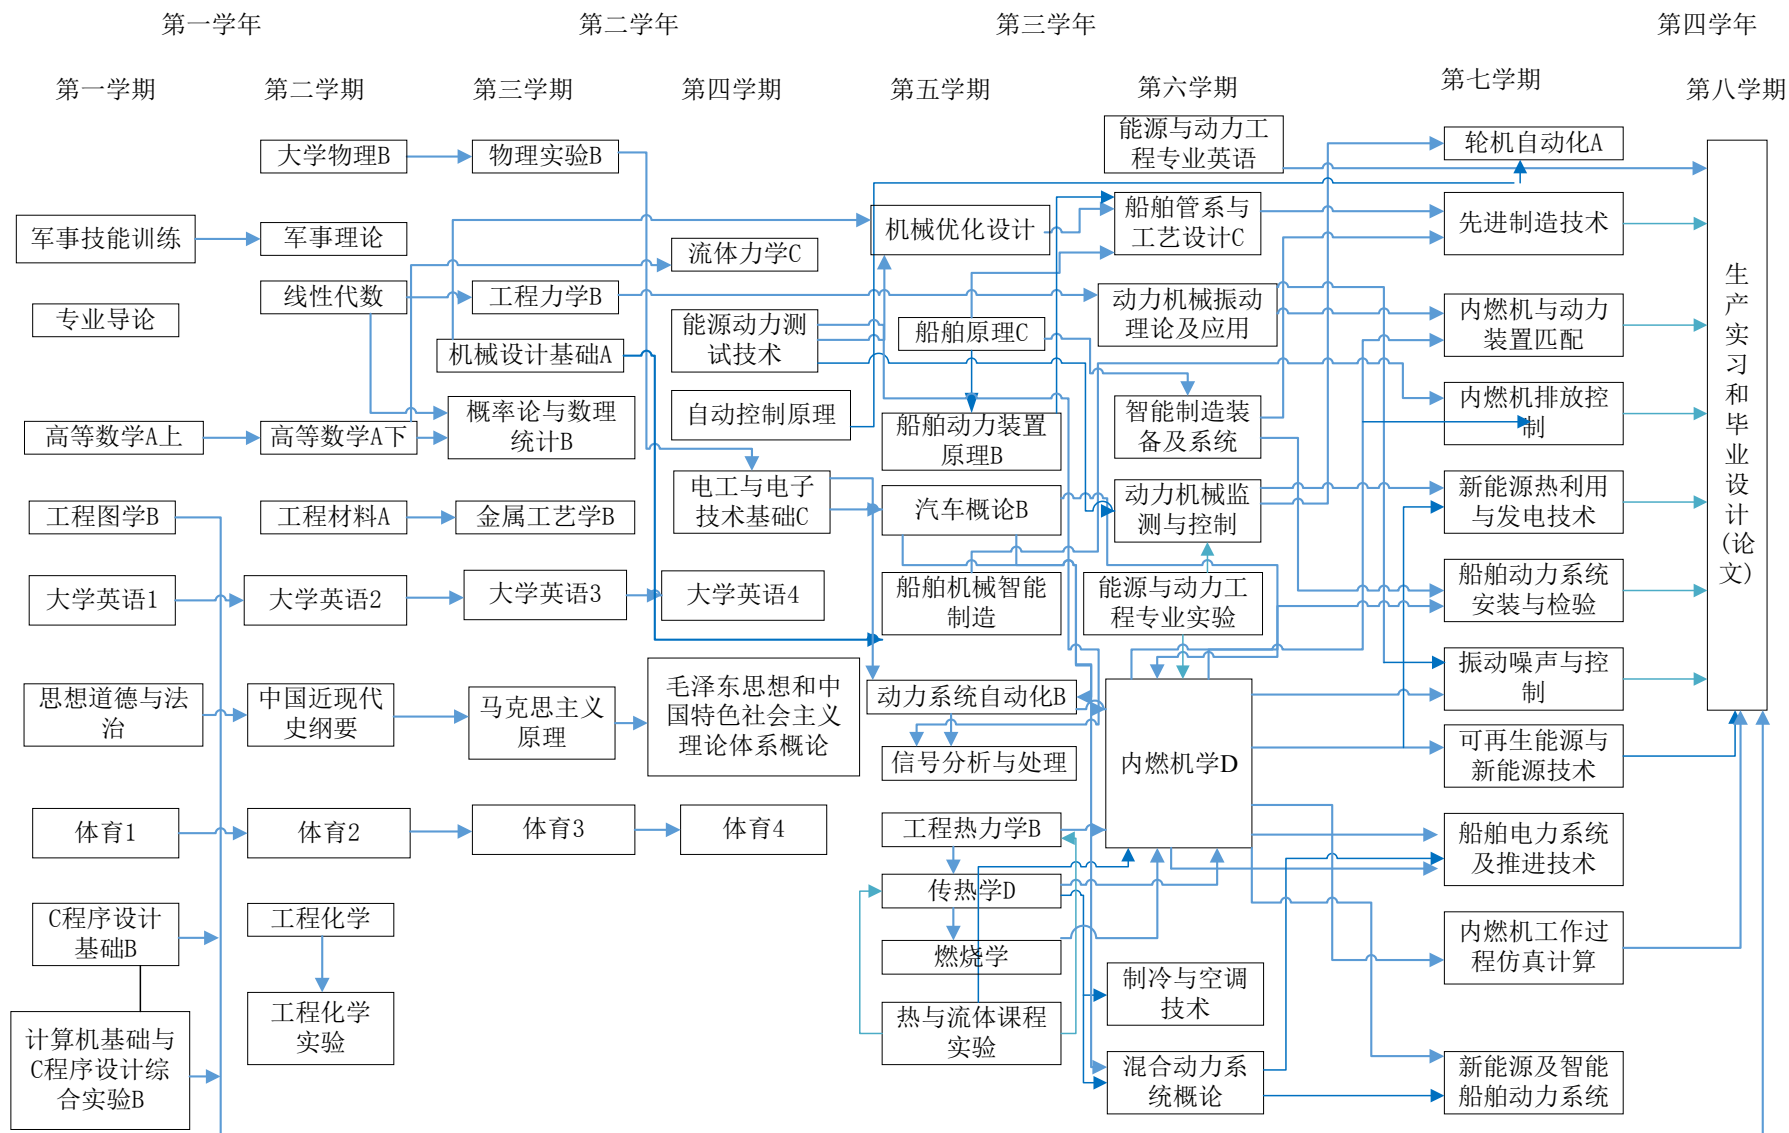 第一学年
第二学年
第三学年
第四学年
第一学期
第二学期
第三学期
第四学期
第五学期
第六学期
第七学期
第八学期
军事技能训练
专业导论
高等数学A上
工程图学B
大学英语1
思想道德与法
治
体育1
C程序设计
基础B
计算机基础与
C程序设计综
合实验B
大学物理B
军事理论
线性代数
高等数学A下
工程材料A
大学英语2
中国近现代
史纲要
体育2
工程化学
工程化学
实验
物理实验B
工程力学B
机械设计基础A
概率论与数理
统计B
金属工艺学B
大学英语3
马克思主义
原理
体育3
流体力学C
能源动力测
试技术
自动控制原理
电工与电子
技术基础C
大学英语4
毛泽东思想和中
国特色社会主义
理论体系概论
体育4
机械优化设计
船舶原理C
船舶动力装置
原理B
汽车概论B
船舶机械智能
制造
动力系统自动化B
信号分析与处理
工程热力学B
传热学D
燃烧学
热与流体课程
实验
能源与动力工
程专业英语
船舶管系与
工艺设计C
动力机械振动
理论及应用
智能制造装
备及系统
动力机械监
测与控制
能源与动力工
程专业实验
内燃机学D
制冷与空调
技术
混合动力系
统概论
轮机自动化A
先进制造技术
内燃机与动力
装置匹配
内燃机排放控
制
新能源热利用
与发电技术
船舶动力系统
安装与检验
振动噪声与控
制
可再生能源与
新能源技术
船舶电力系统
及推进技术
内燃机工作过
程仿真计算
新能源及智能
船舶动力系统
生产实习和毕业设计(论文)